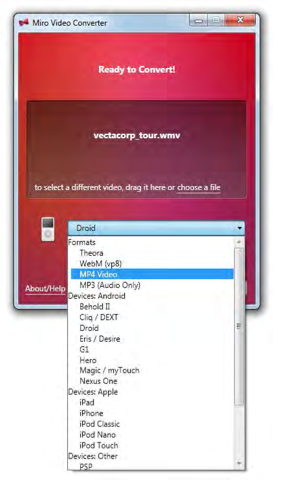 Miro Video Converter
Ready to Convert!
vectacorp_tour.wmv
to select a different video, drag it here or choose a file
Droid
Formats
Theora
WebM (vp8)
MP4 Video
MP3 (Audio Only)
About/Help
Devices: Android
Behold II
Cliq / DEXT
Droid
Eris / Desire
G1
Hero
Magic / myTouch
Nexus One
Devices: Apple
iPad
iPhone
iPod Classic
iPod Nano
iPod Touch
Devices: Other
PSP